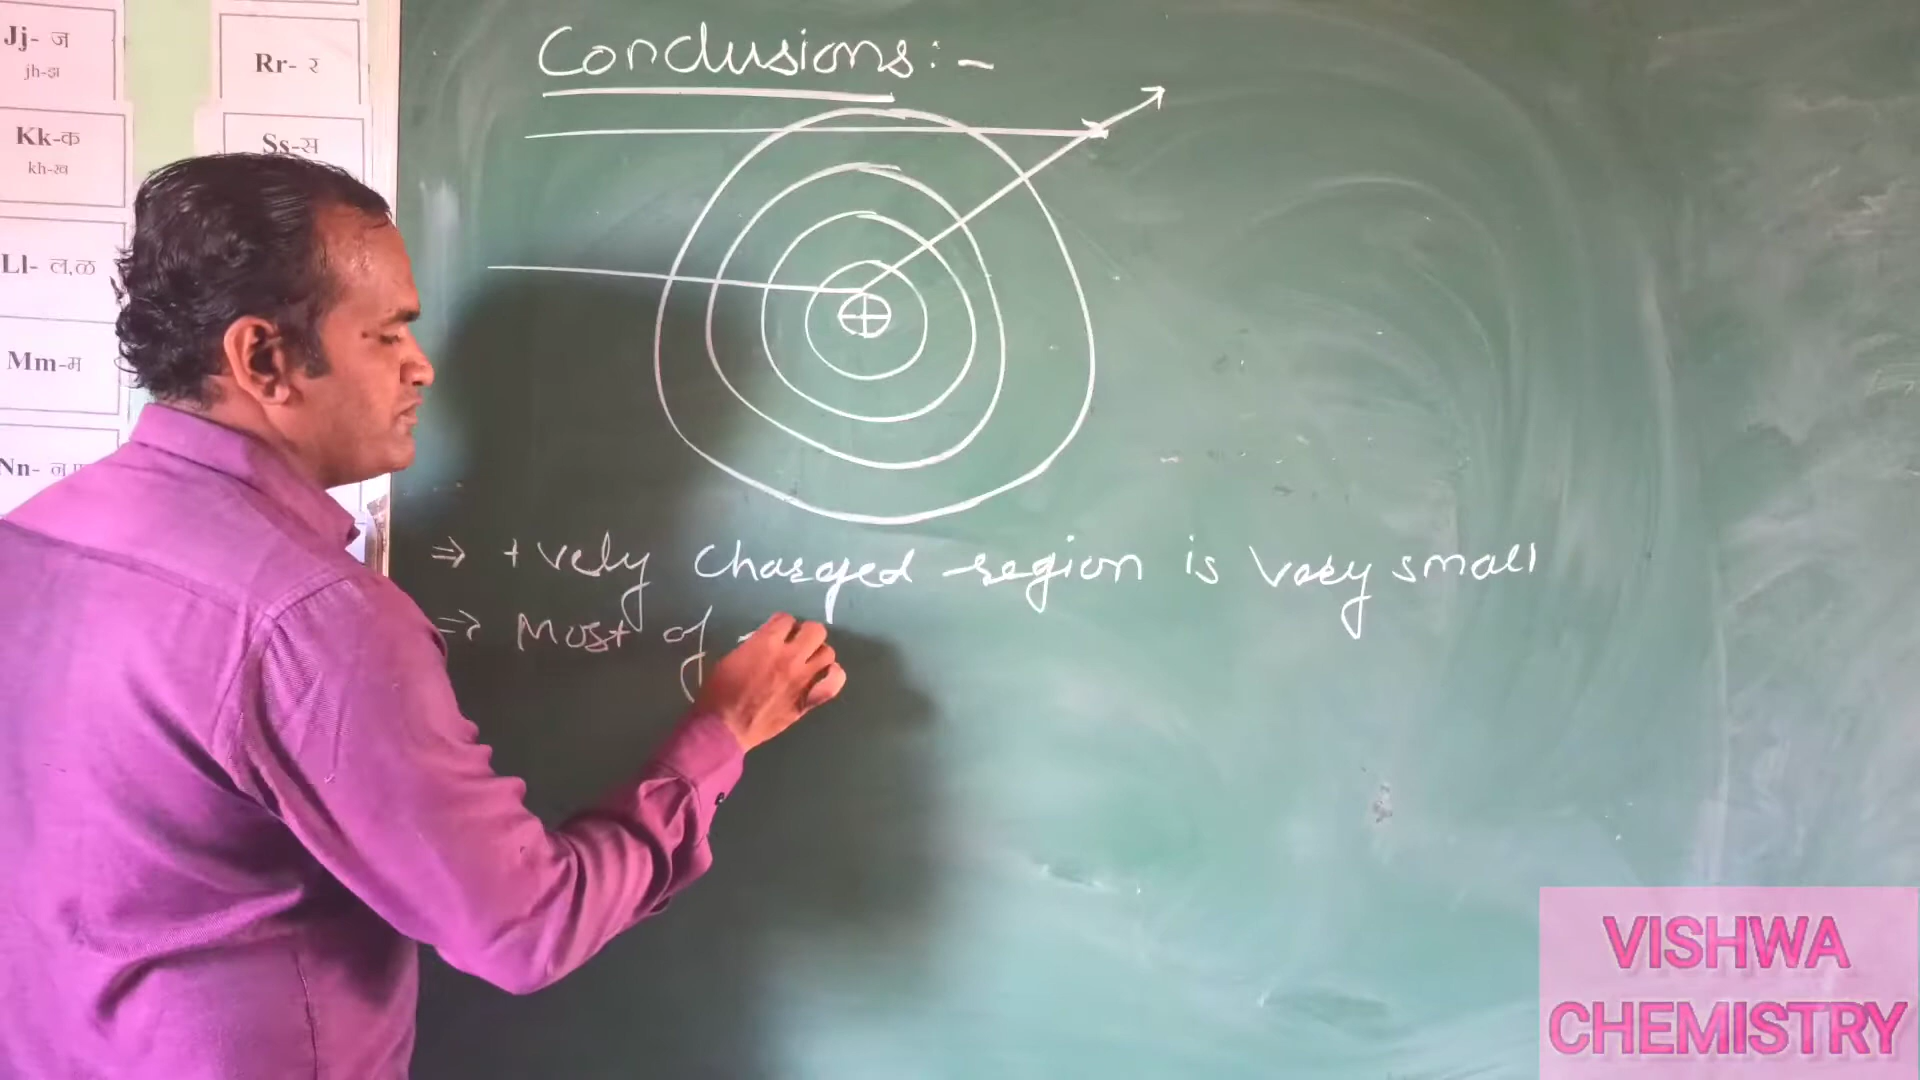 Jj- ज
jh-झ
Kk-क
kh-ख
Ll- ल,ळ
Mm-म
Rr- र
Ss-स
Conclusions:-
⇒ +vely charged region is very small
⇒ Most of
VISHWA
CHEMISTRY